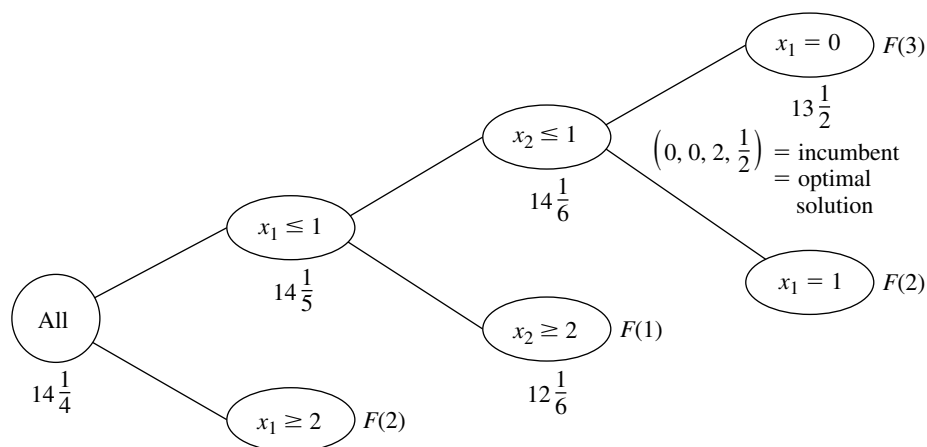 x₁ = 0 F(3)
13 1/2
x₂ ≤ 1
14 1/6
(0, 0, 2, 1/2) = incumbent
= optimal
solution
x₁ ≤ 1
14 1/5
x₁ = 1 F(2)
All
14 1/4
x₂ ≥ 2 F(1)
12 1/6
x₁ ≥ 2 F(2)